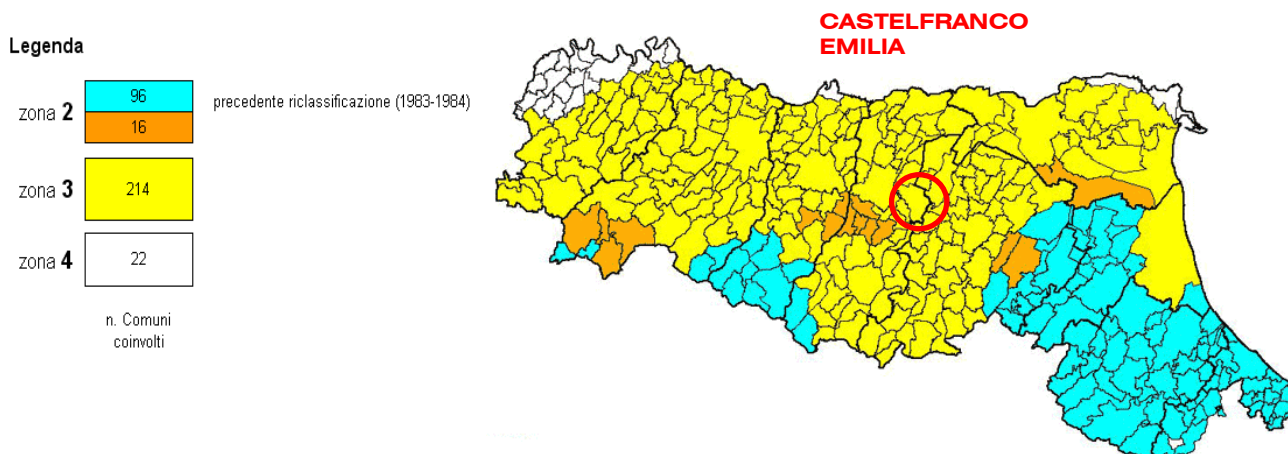 CASTELFRANCO
EMILIA
Legenda
zona 2
96
16
precedente riclassificazione (1983-1984)
zona 3
214
zona 4
22
n. Comuni
coinvolti